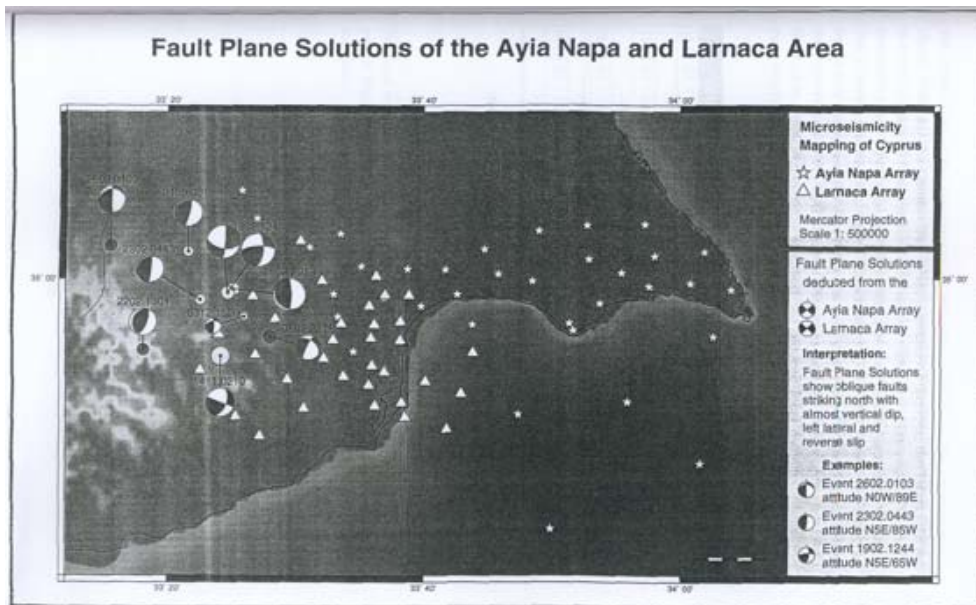 Fault Plane Solutions of the Ayia Napa and Larnaca Area
33° 20'
33° 40'
34° 00'
35° 00'
35° 00'
33° 20'
33° 40'
34° 00'
2202.1301
1411.0210
Microseismicity
Mapping of Cyprus
Ayia Napa Array
Larnaca Array
Mercator Projection
Scale 1: 500000
Fault Plane Solutions
deduced from the
Ayia Napa Array
Larnaca Array
Interpretation:
Fault Plane Solutions
show oblique faults
striking north with
almost vertical dip,
left lateral and
reverse slip
Examples:
Event 2602.0103
attitude N0W/89E
Event 2302.0443
attitude N5E/85W
Event 1902.1244
attitude N5E/65W